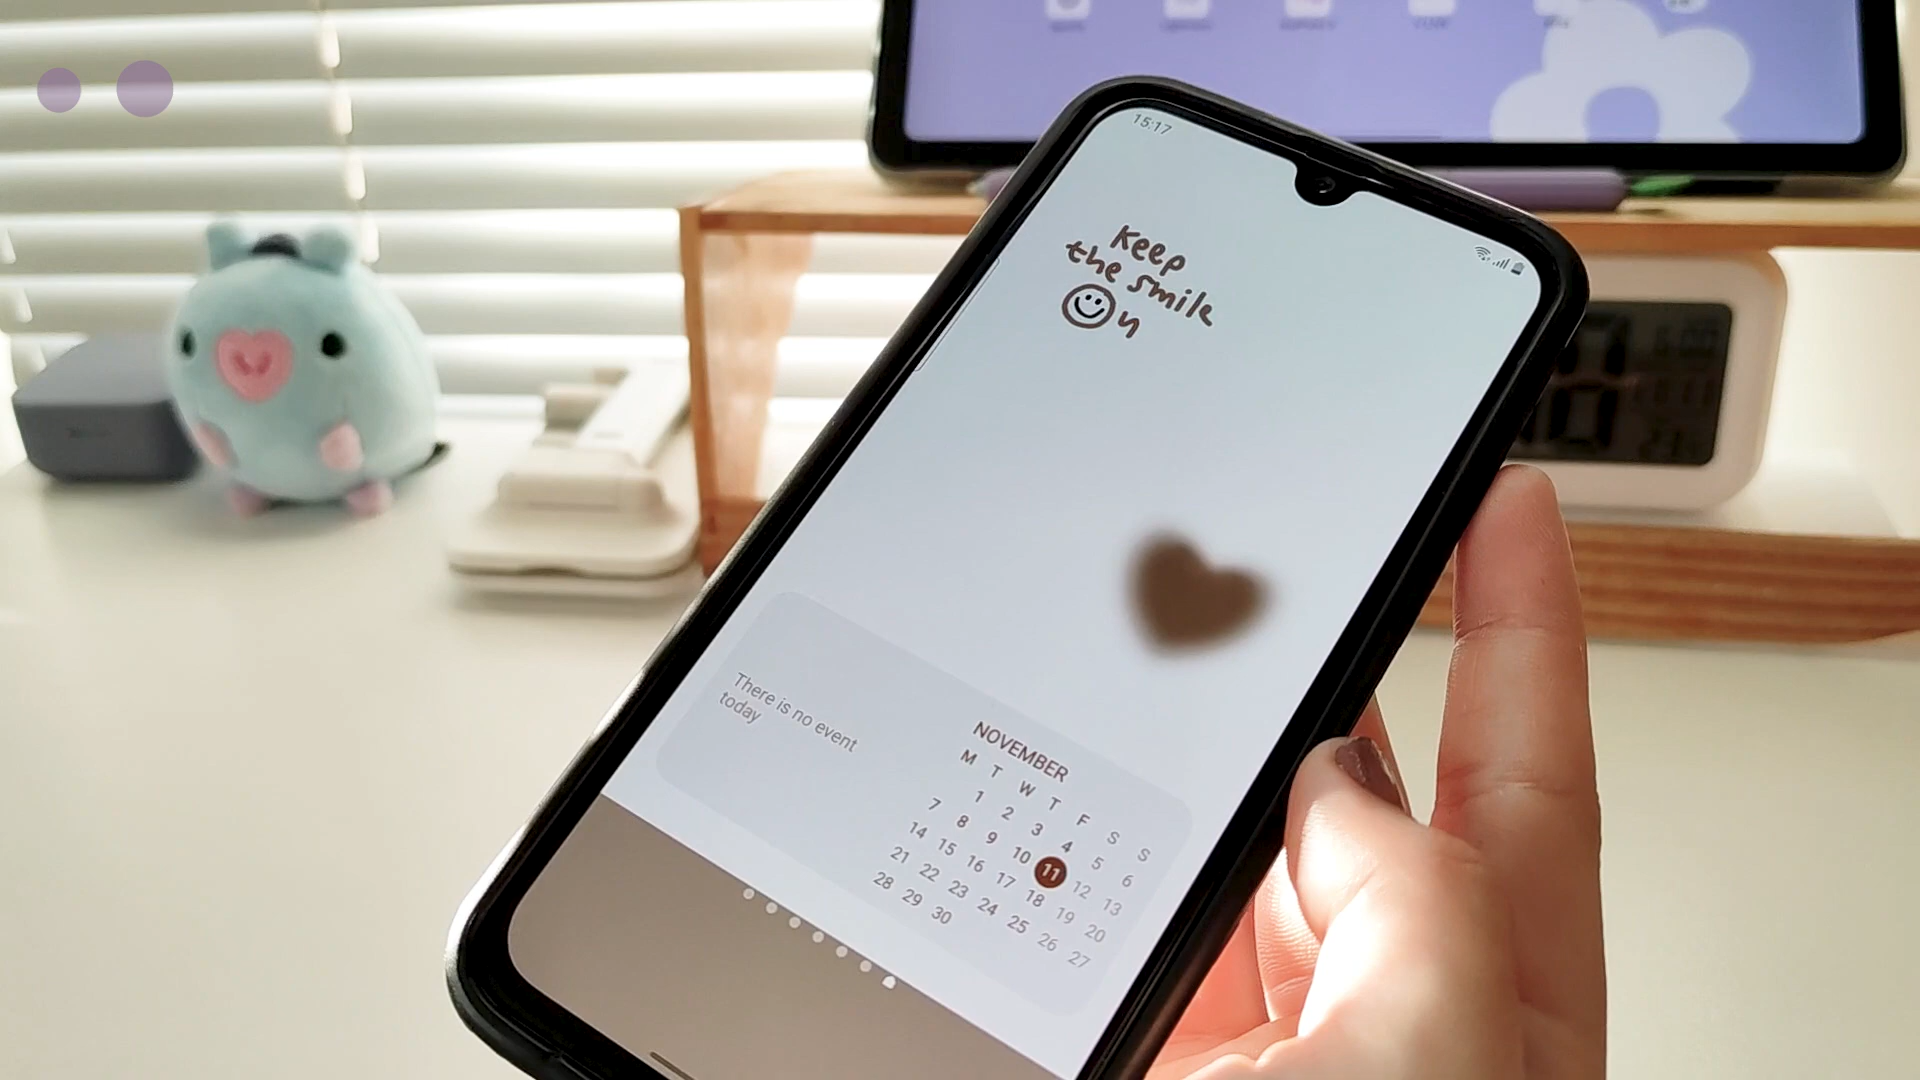 15:17
Keep
the smile
☺n
There is no event
today
NOVEMBER
M T W T F S S
1 2 3 4 5 6
7 8 9 10 11 12 13
14 15 16 17 18 19 20
21 22 23 24 25 26 27
28 29 30